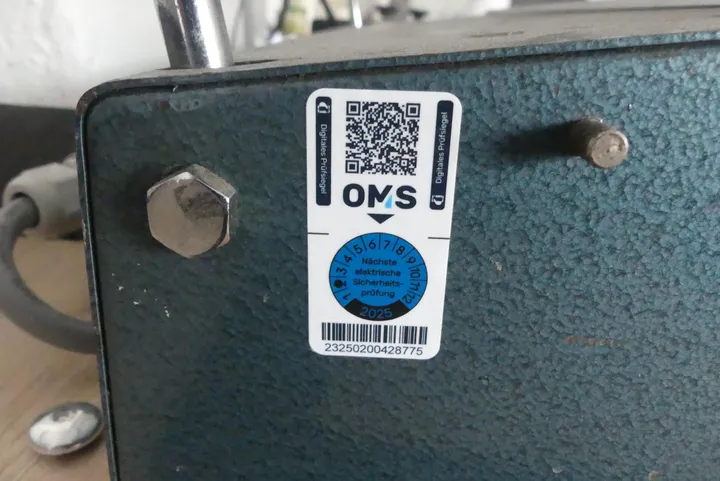 Digitales Prüfsiegel
Digitales Prüfsiegel
OMS
1 3 4 5 6 7 8 9 10 11 12
Nächste
elektrische
Sicherheits-
prüfung
2025
23250200428775